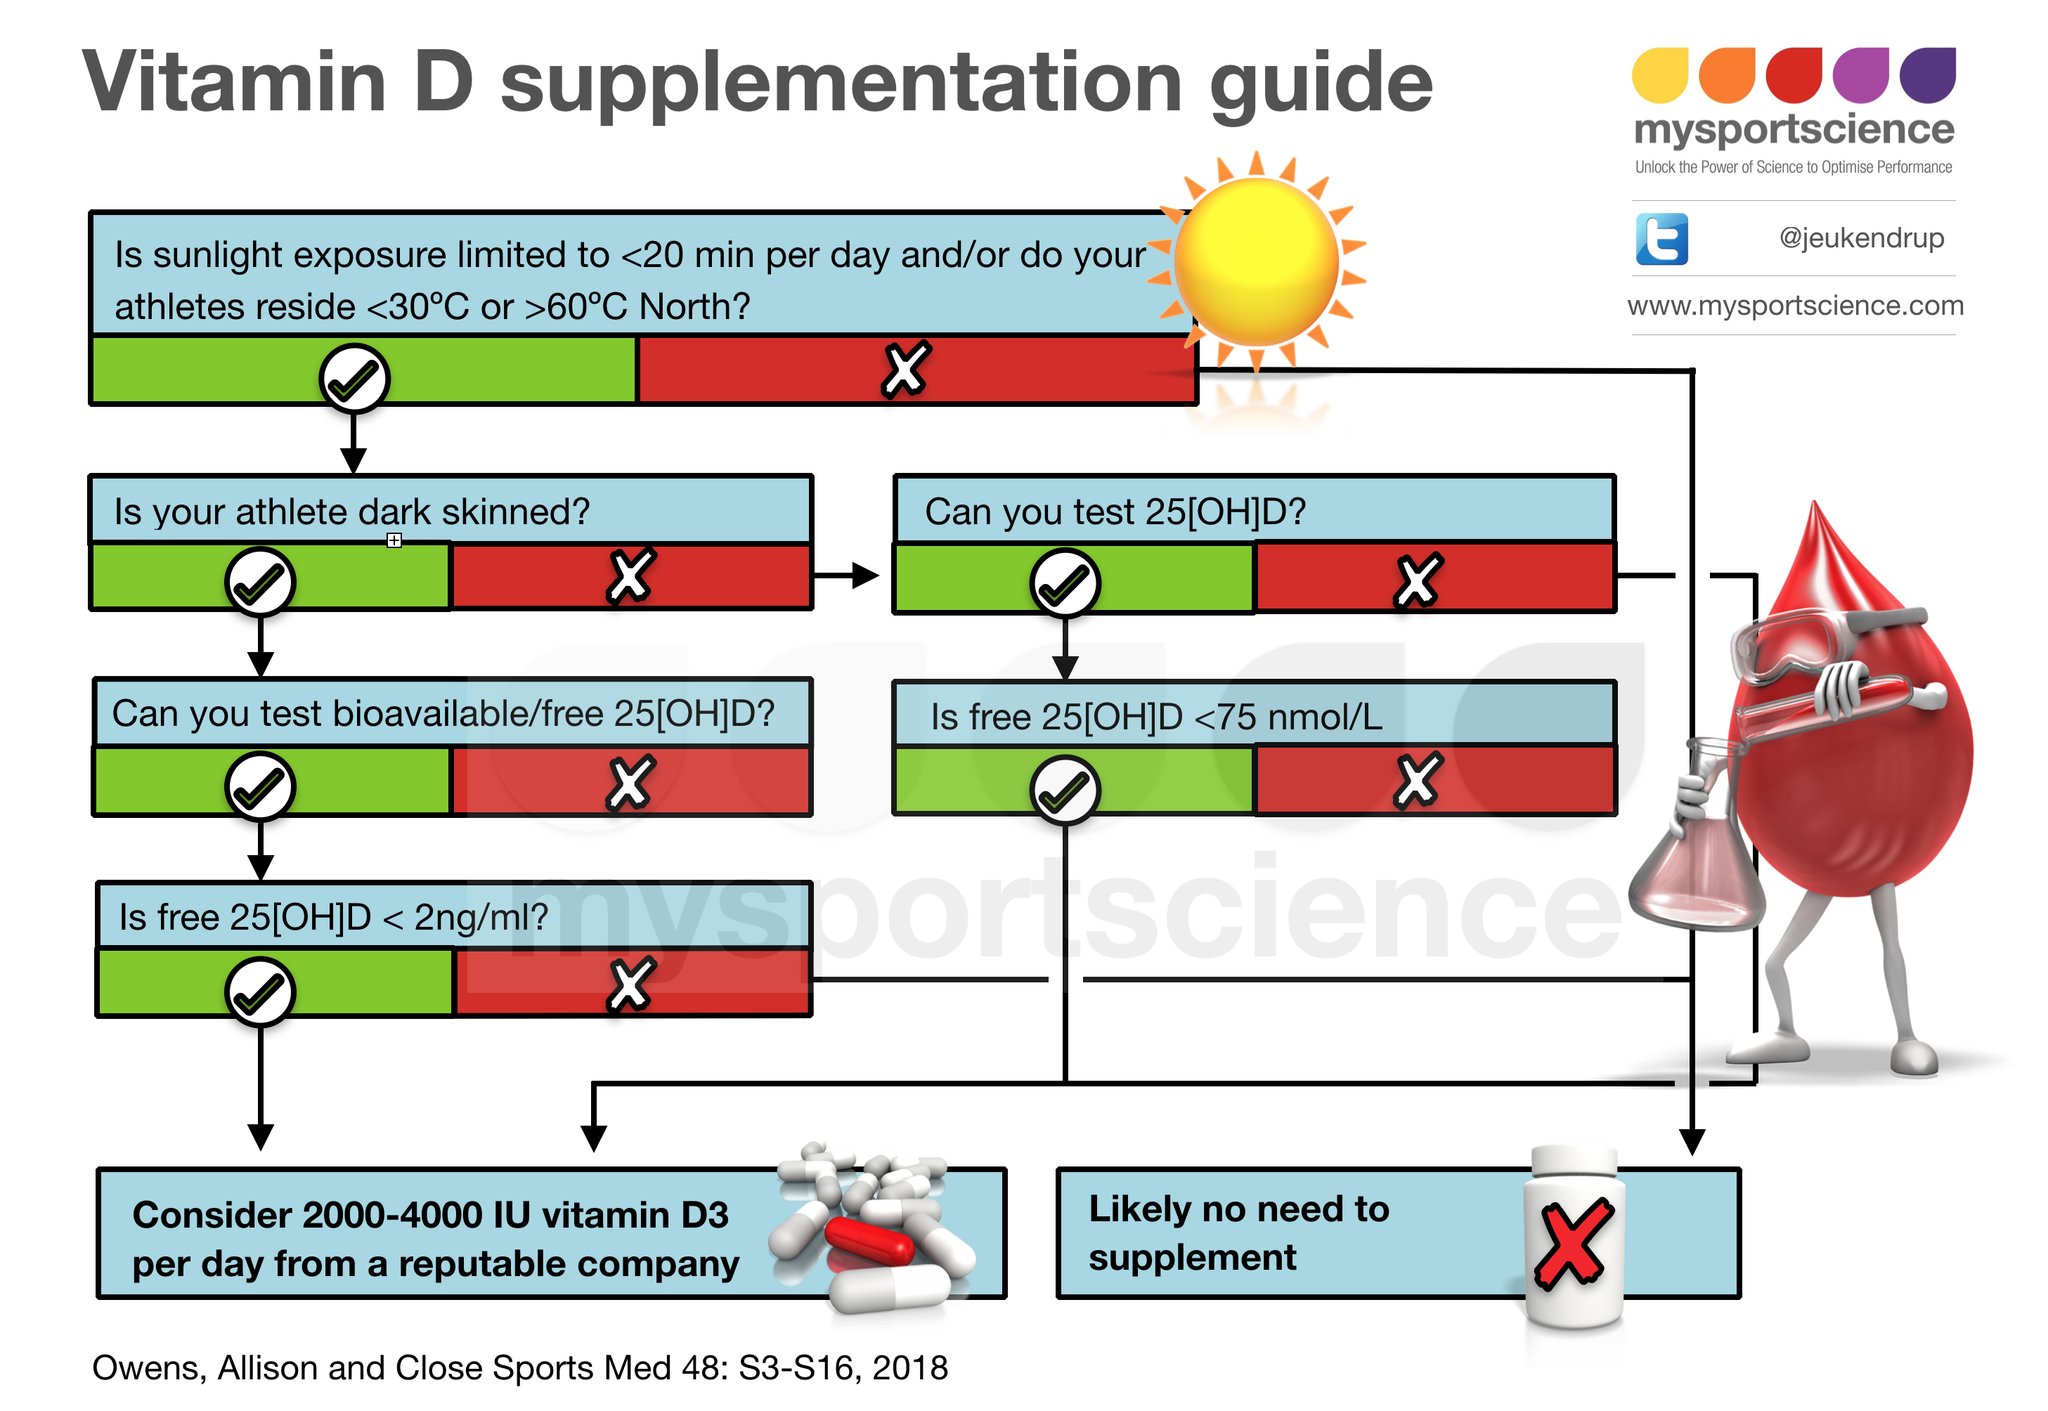 Vitamin D supplementation guide
mysportscience
Unlock the Power of Science to Optimise Performance
@jeukendrup
www.mysportscience.com
Is sunlight exposure limited to <20 min per day and/or do your
athletes reside <30ºC or >60ºC North?
Is your athlete dark skinned?
Can you test 25[OH]D?
Can you test bioavailable/free 25[OH]D?
Is free 25[OH]D <75 nmol/L
Is free 25[OH]D < 2ng/ml?
mysportscience
Consider 2000-4000 IU vitamin D3
per day from a reputable company
Likely no need to
supplement
Owens, Allison and Close Sports Med 48: S3-S16, 2018